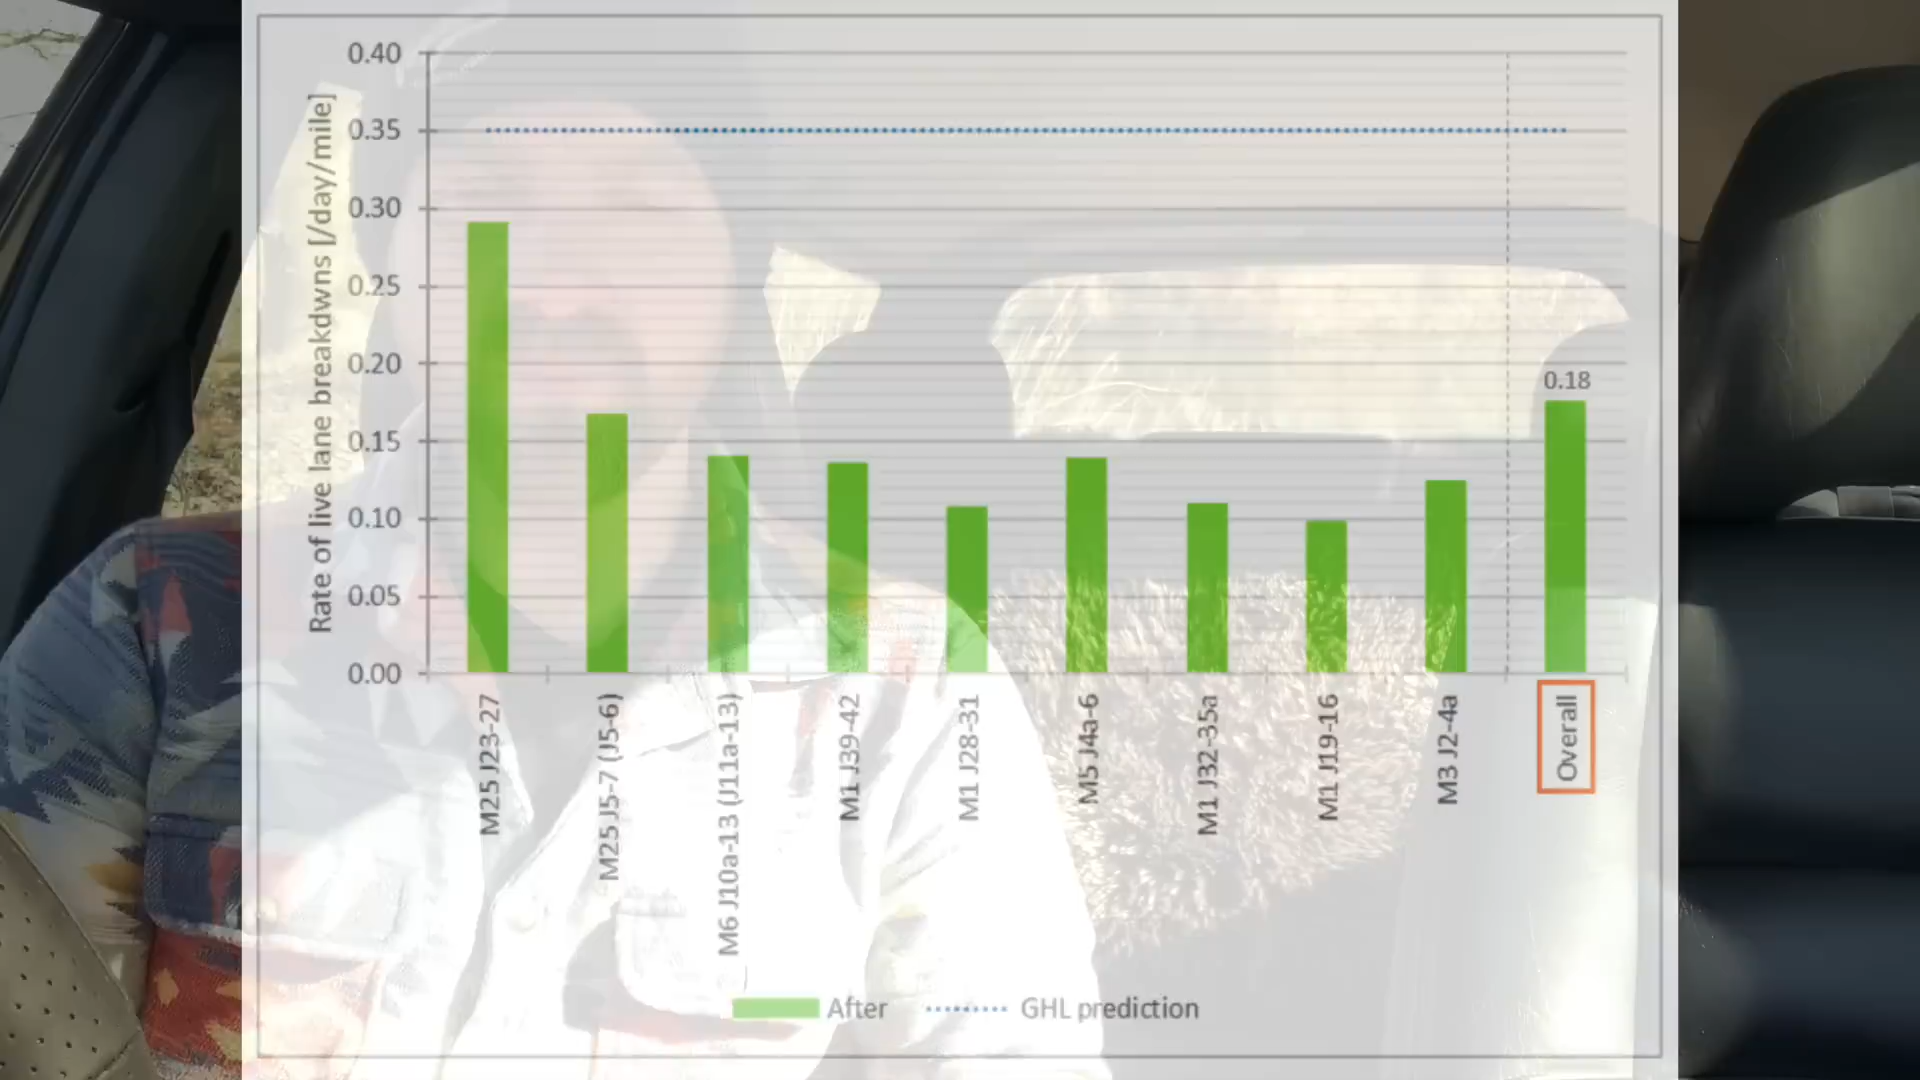 Rate of live lane breakdwns [/day/mile]
0.40
0.35
0.30
0.25
0.20
0.15
0.10
0.05
0.00
0.18
M25 J23-27
M25 J5-7 (J5-6)
M6 J10a-13 (J11a-13)
M1 J39-42
M1 J28-31
M5 J4a-6
M1 J32-35a
M1 J19-16
M3 J2-4a
Overall
After
GHL prediction